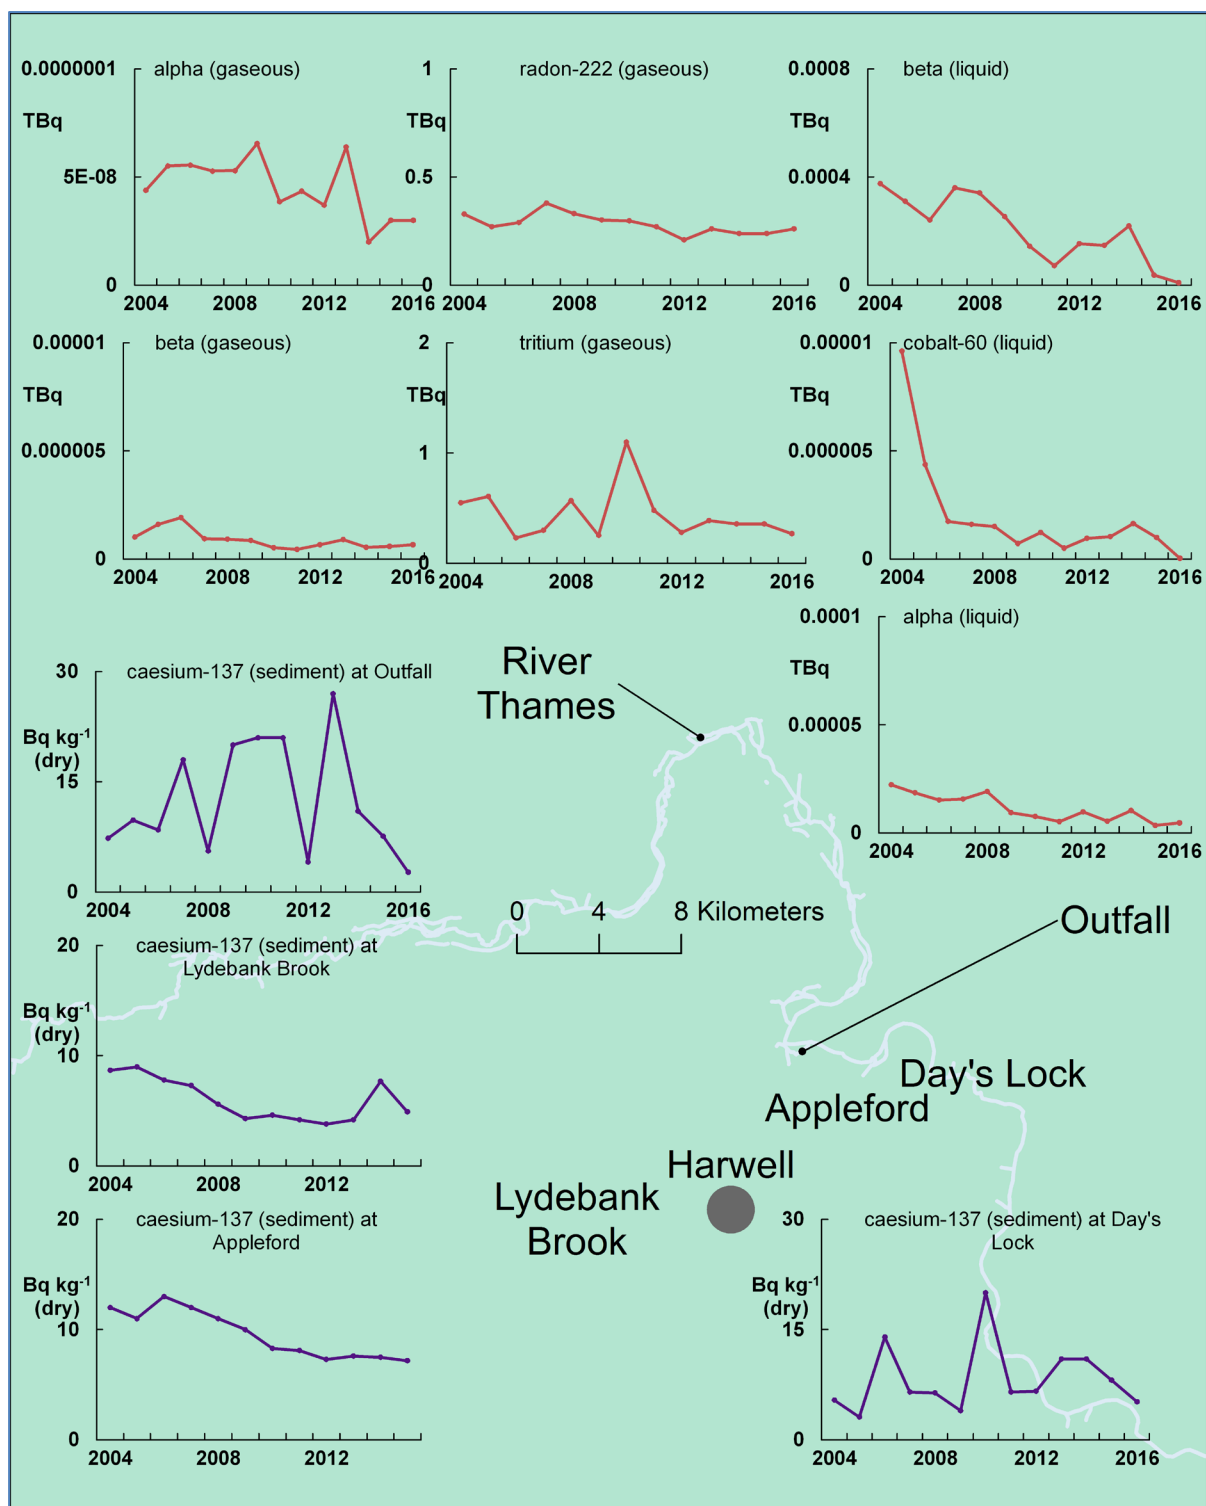 0.0000001
alpha (gaseous)
TBq
5E-08
0
2004
2008
2012
2016
1
radon-222 (gaseous)
TBq
0.5
0
2004
2008
2012
2016
0.0008
beta (liquid)
TBq
0.0004
0
2004
2008
2012
2016
0.00001
beta (gaseous)
TBq
0.000005
0
2004
2008
2012
2016
2
tritium (gaseous)
TBq
1
0
2004
2008
2012
2016
0.00001
cobalt-60 (liquid)
TBq
0.000005
0
2004
2008
2012
2016
0.0001
alpha (liquid)
TBq
0.00005
0
2004
2008
2012
2016
30
caesium-137 (sediment) at Outfall
Bq kg-1
(dry)
15
0
2004
2008
2012
2016
River
Thames
0
4
8 Kilometers
Outfall
20
caesium-137 (sediment) at
Lydebank Brook
Bq kg-1
(dry)
10
0
2004
2008
2012
Day's Lock
Appleford
Harwell
Lydebank
Brook
20
caesium-137 (sediment) at
Appleford
Bq kg-1
(dry)
10
0
2004
2008
2012
30
caesium-137 (sediment) at Day's
Lock
Bq kg-1
(dry)
15
0
2004
2008
2012
2016